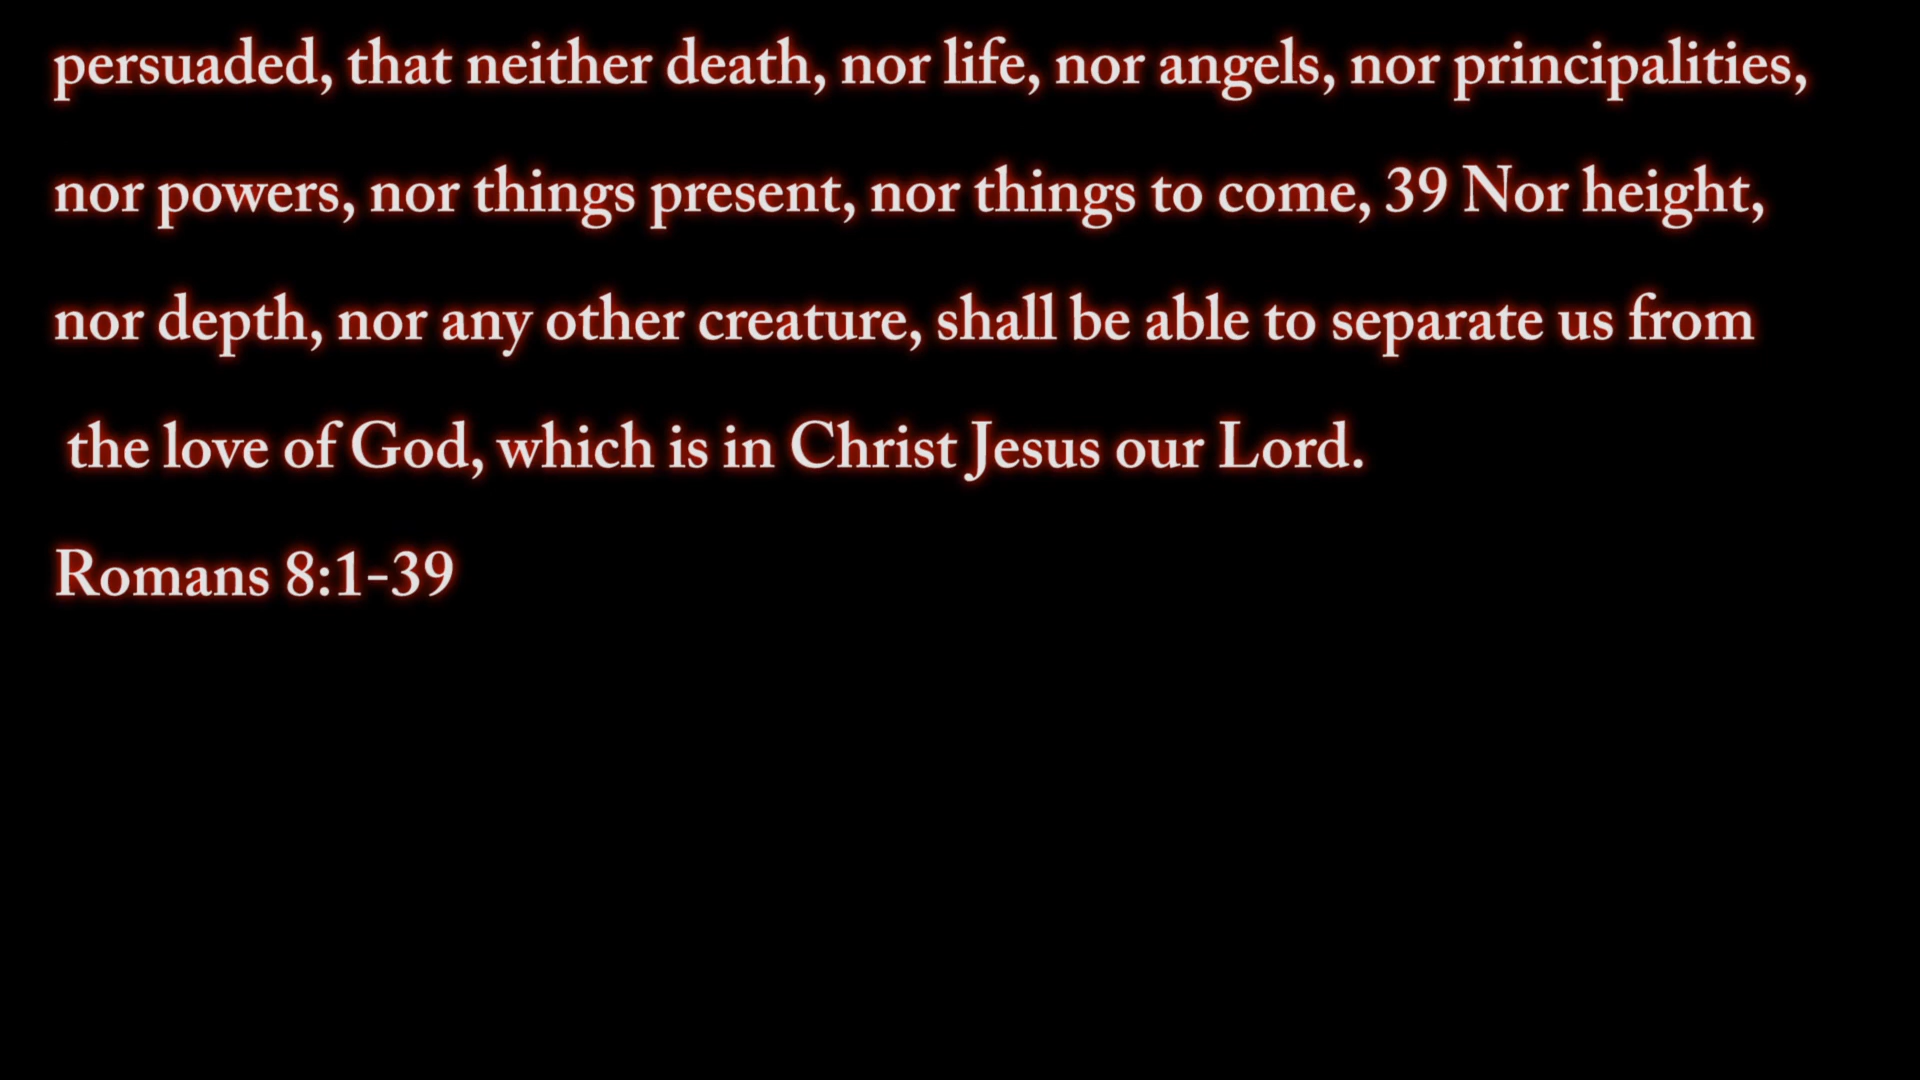 persuaded, that neither death, nor life, nor angels, nor principalities,
nor powers, nor things present, nor things to come, 39 Nor height,
nor depth, nor any other creature, shall be able to separate us from
the love of God, which is in Christ Jesus our Lord.
Romans 8:1-39